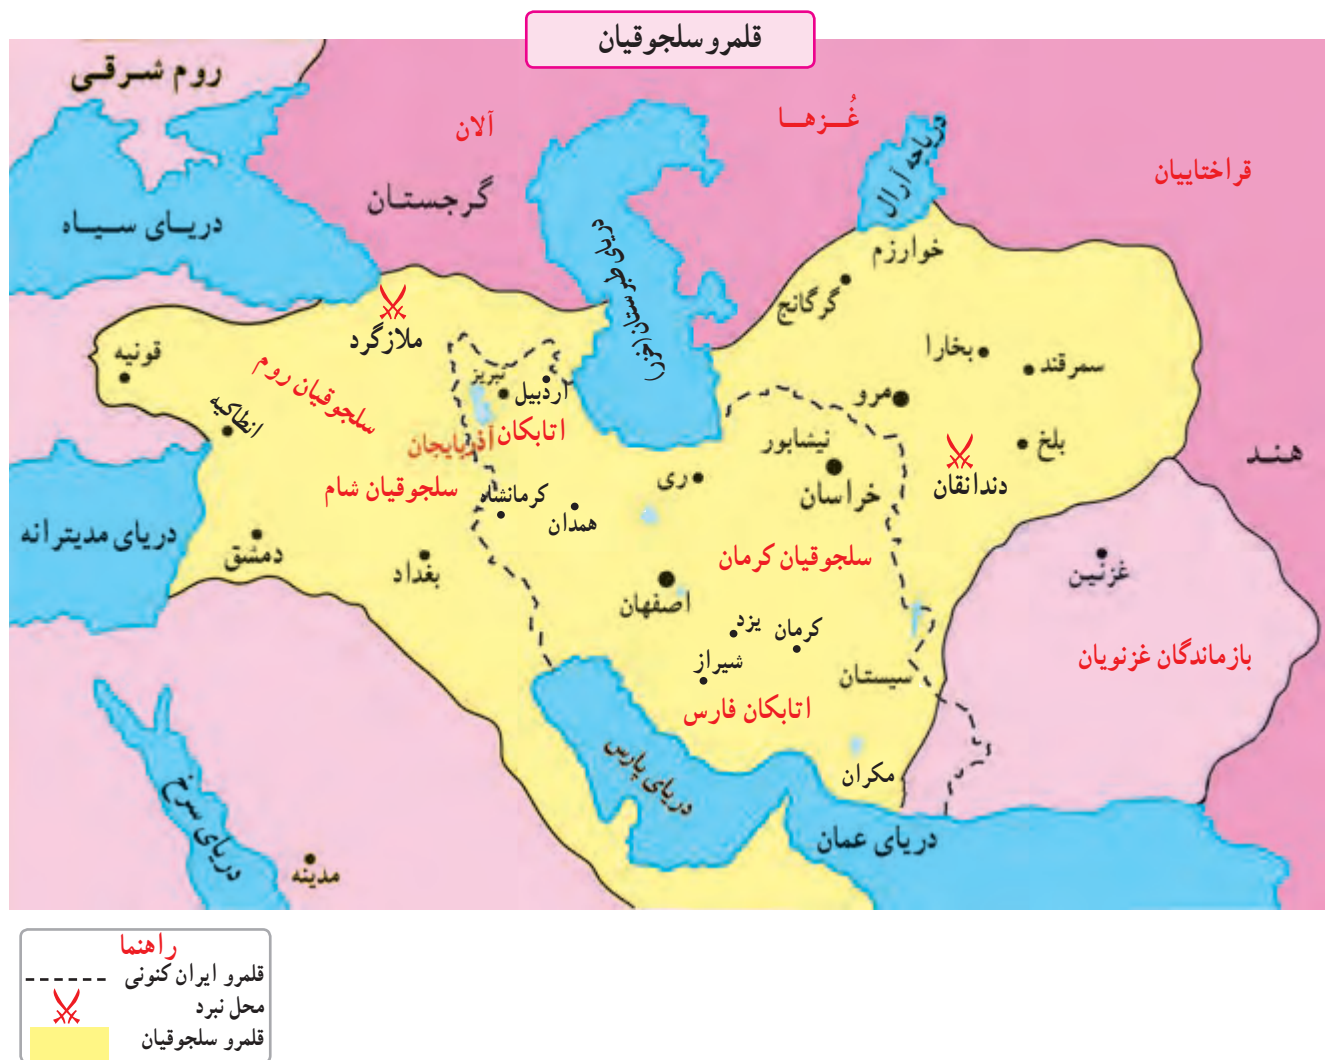 قلمرو سلجوقیان
روم شرقی
آلان
غُزها
دریاچه آرال
قراختاییان
گرجستان
دریای سیاه
دریای طبرستان (خزر)
خوارزم
گرگانج
ملازگرد
قونیه
بخارا
سمرقند
تبریز
اردبیل
مرو
سلجوقیان روم
انطاکیه
اتابکان
آذربایجان
نیشابور
بلخ
هند
ری
خراسان
دندانقان
سلجوقیان شام
کرمانشاه
همدان
دریای مدیترانه
دمشق
بغداد
سلجوقیان کرمان
غزنین
اصفهان
یزد
کرمان
شیراز
سیستان
بازماندگان غزنویان
اتابکان فارس
دریای پارس
مکران
دریای سرخ
دریای عمان
مدینه
راهنما
قلمرو ایران کنونی
محل نبرد
قلمرو سلجوقیان